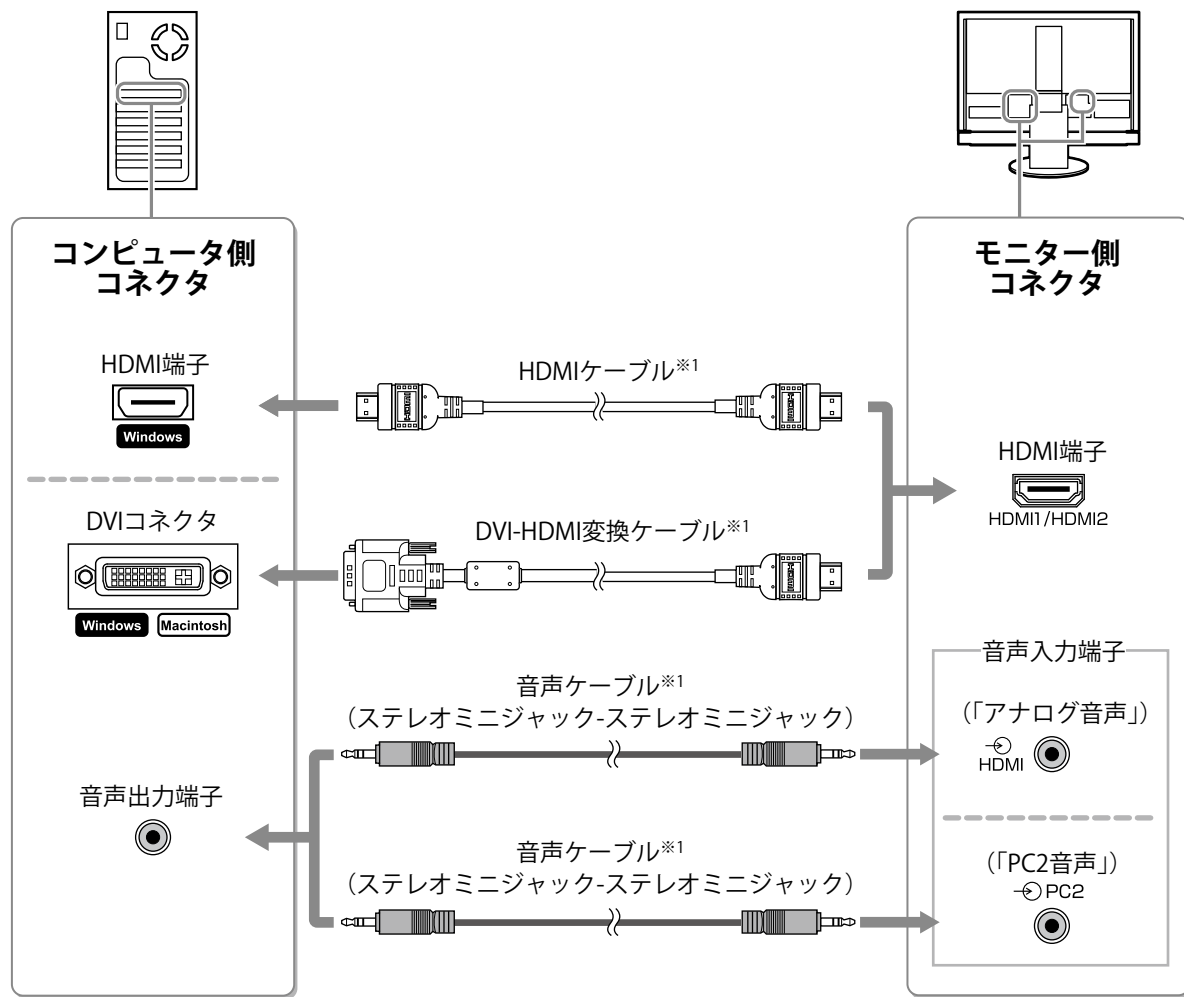 コンピュータ側
コネクタ
HDMI端子
Windows
DVIコネクタ
Windows Macintosh
音声出力端子
HDMIケーブル※1
DVI-HDMI変換ケーブル※1
音声ケーブル※1
（ステレオミニジャック-ステレオミニジャック）
音声ケーブル※1
（ステレオミニジャック-ステレオミニジャック）
モニター側
コネクタ
HDMI端子
HDMI1/HDMI2
音声入力端子
（「アナログ音声」）
HDMI
（「PC2音声」）
PC2